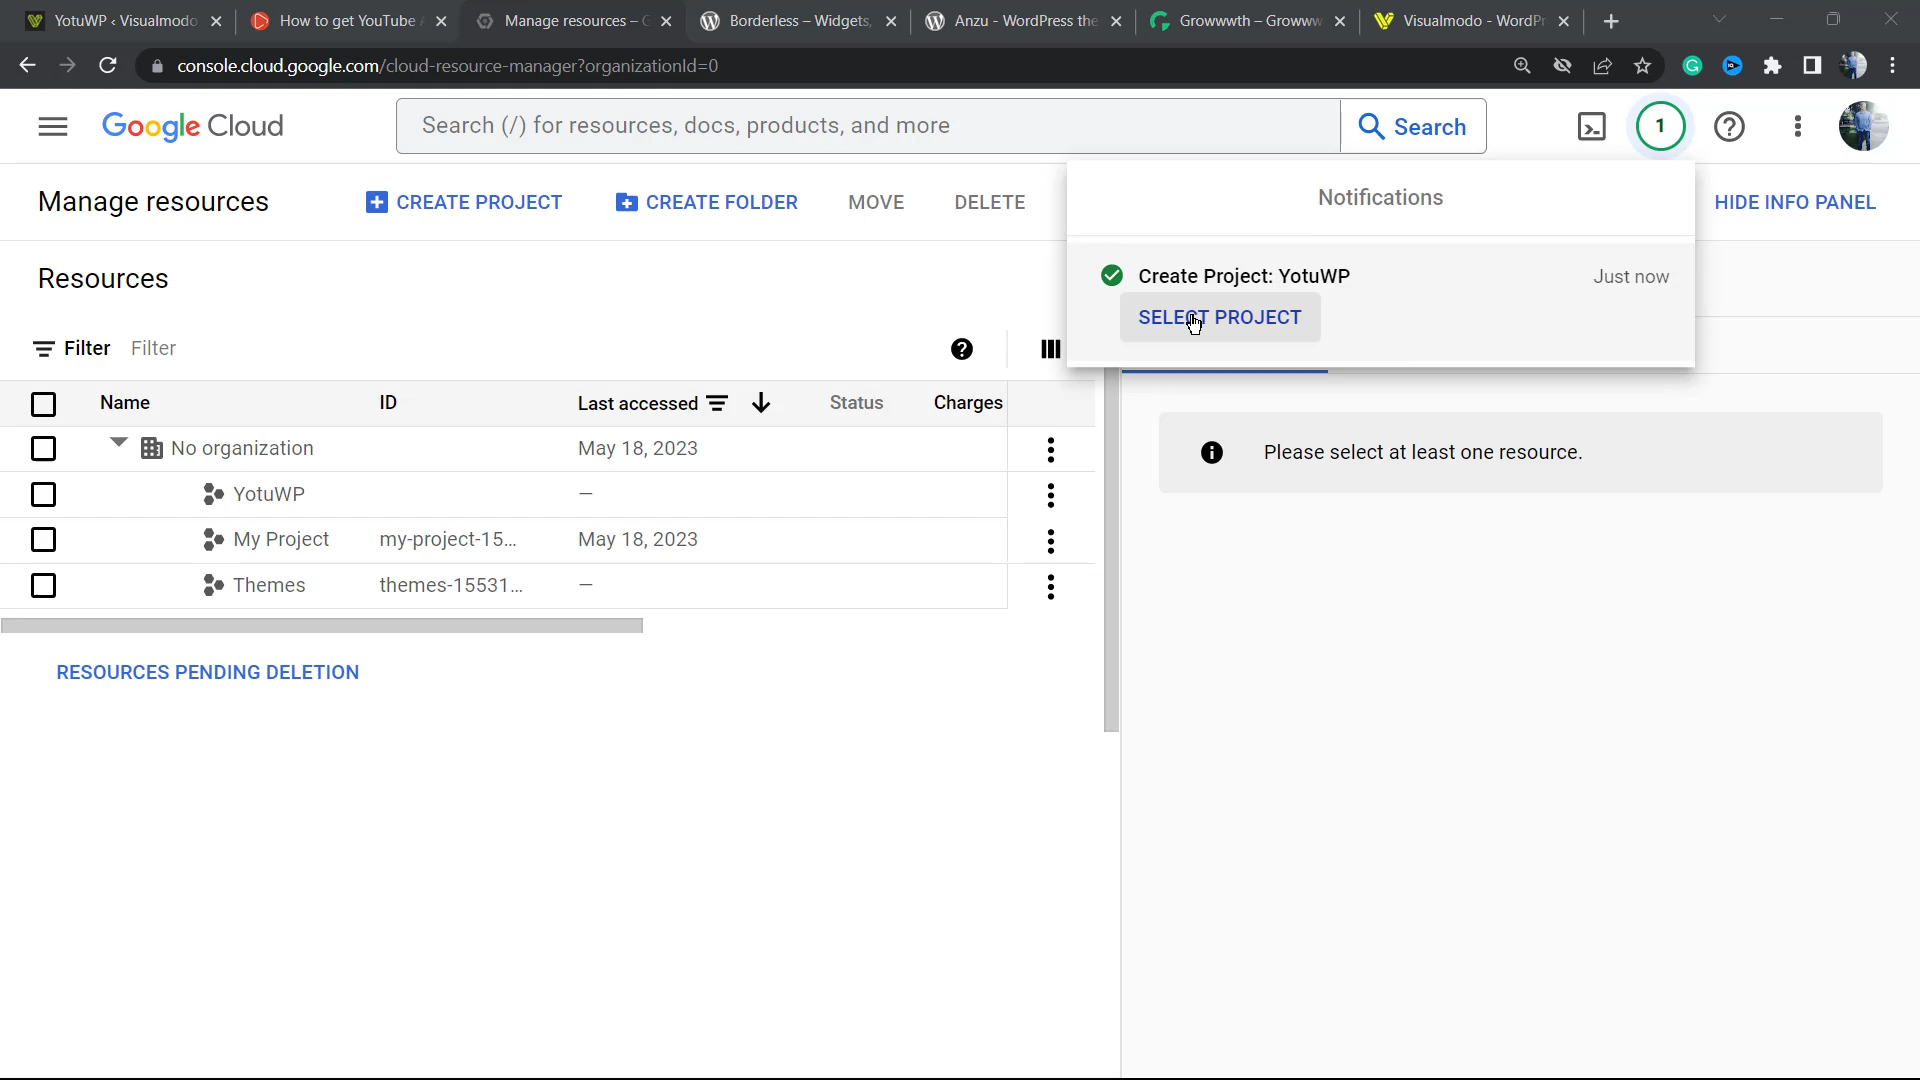 YotuWP ‹ Visualmodo
How to get YouTube
Manage resources – G
Borderless – Widgets,
Anzu - WordPress the
Growwwth – Growww
Visualmodo - WordPr
console.cloud.google.com/cloud-resource-manager?organizationId=0
Google Cloud
Search (/) for resources, docs, products, and more
Search
1
Manage resources
CREATE PROJECT
CREATE FOLDER
MOVE
DELETE
Notifications
HIDE INFO PANEL
Create Project: YotuWP
Just now
SELECT PROJECT
Resources
Filter Filter
Name ID Last accessed Status Charges
No organization May 18, 2023
YotuWP —
My Project my-project-15... May 18, 2023
Themes themes-15531... —
Please select at least one resource.
RESOURCES PENDING DELETION